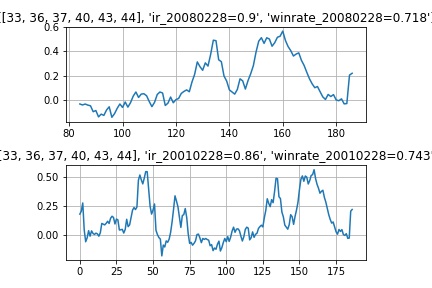 [33, 36, 37, 40, 43, 44], 'ir_20080228=0.9', 'winrate_20080228=0.718']
0.6
0.4
0.2
0.0
80 100 120 140 160 180
[33, 36, 37, 40, 43, 44], 'ir_20010228=0.86', 'winrate_20010228=0.743'
0.50
0.25
0.00
0 25 50 75 100 125 150 175